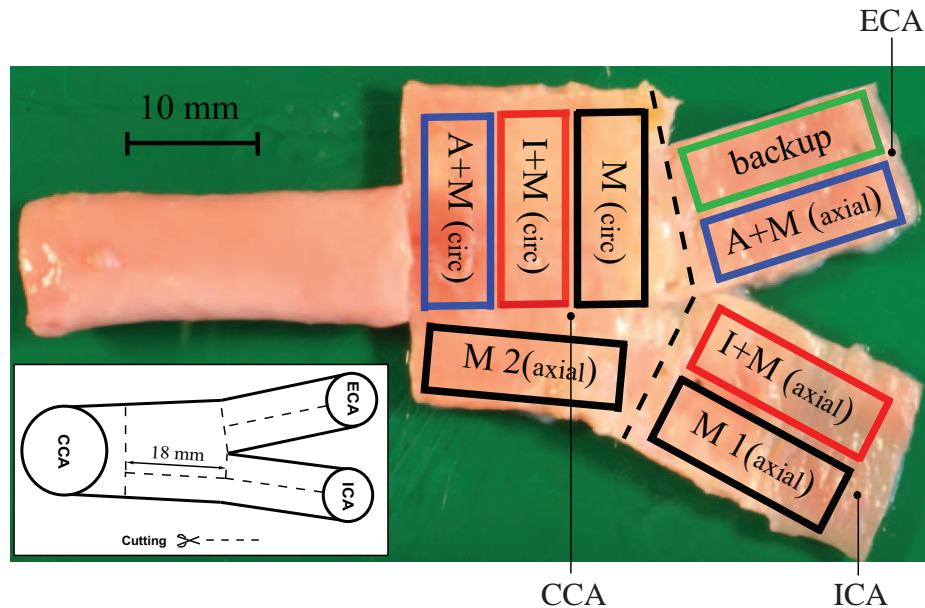 ECA
10 mm
backup
A+M (axial)
A+M (circ)
I+M (circ)
M (circ)
M 2(axial)
I+M (axial)
M 1(axial)
CCA
18 mm
ECA
ICA
Cutting
CCA
ICA